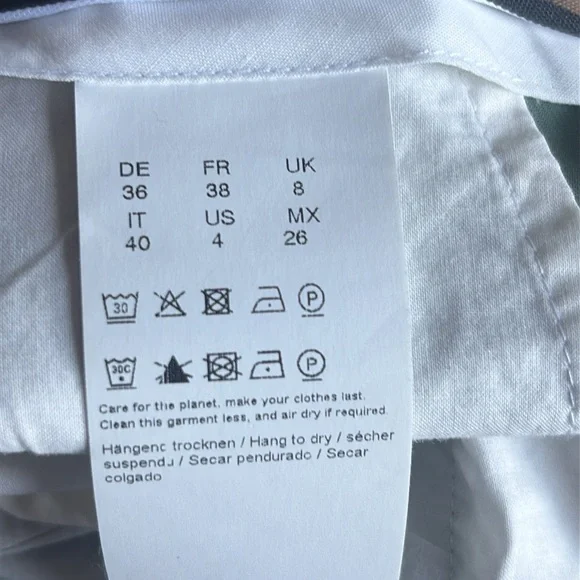 DE FR UK
36 38 8
IT US MX
40 4 26
30 P
30C P
Care for the planet, make your clothes last.
Clean this garment less, and air dry if required.
Hängenc trocknen / Hang to dry / sécher
suspendu / Secar pendurado / Secar
colgado